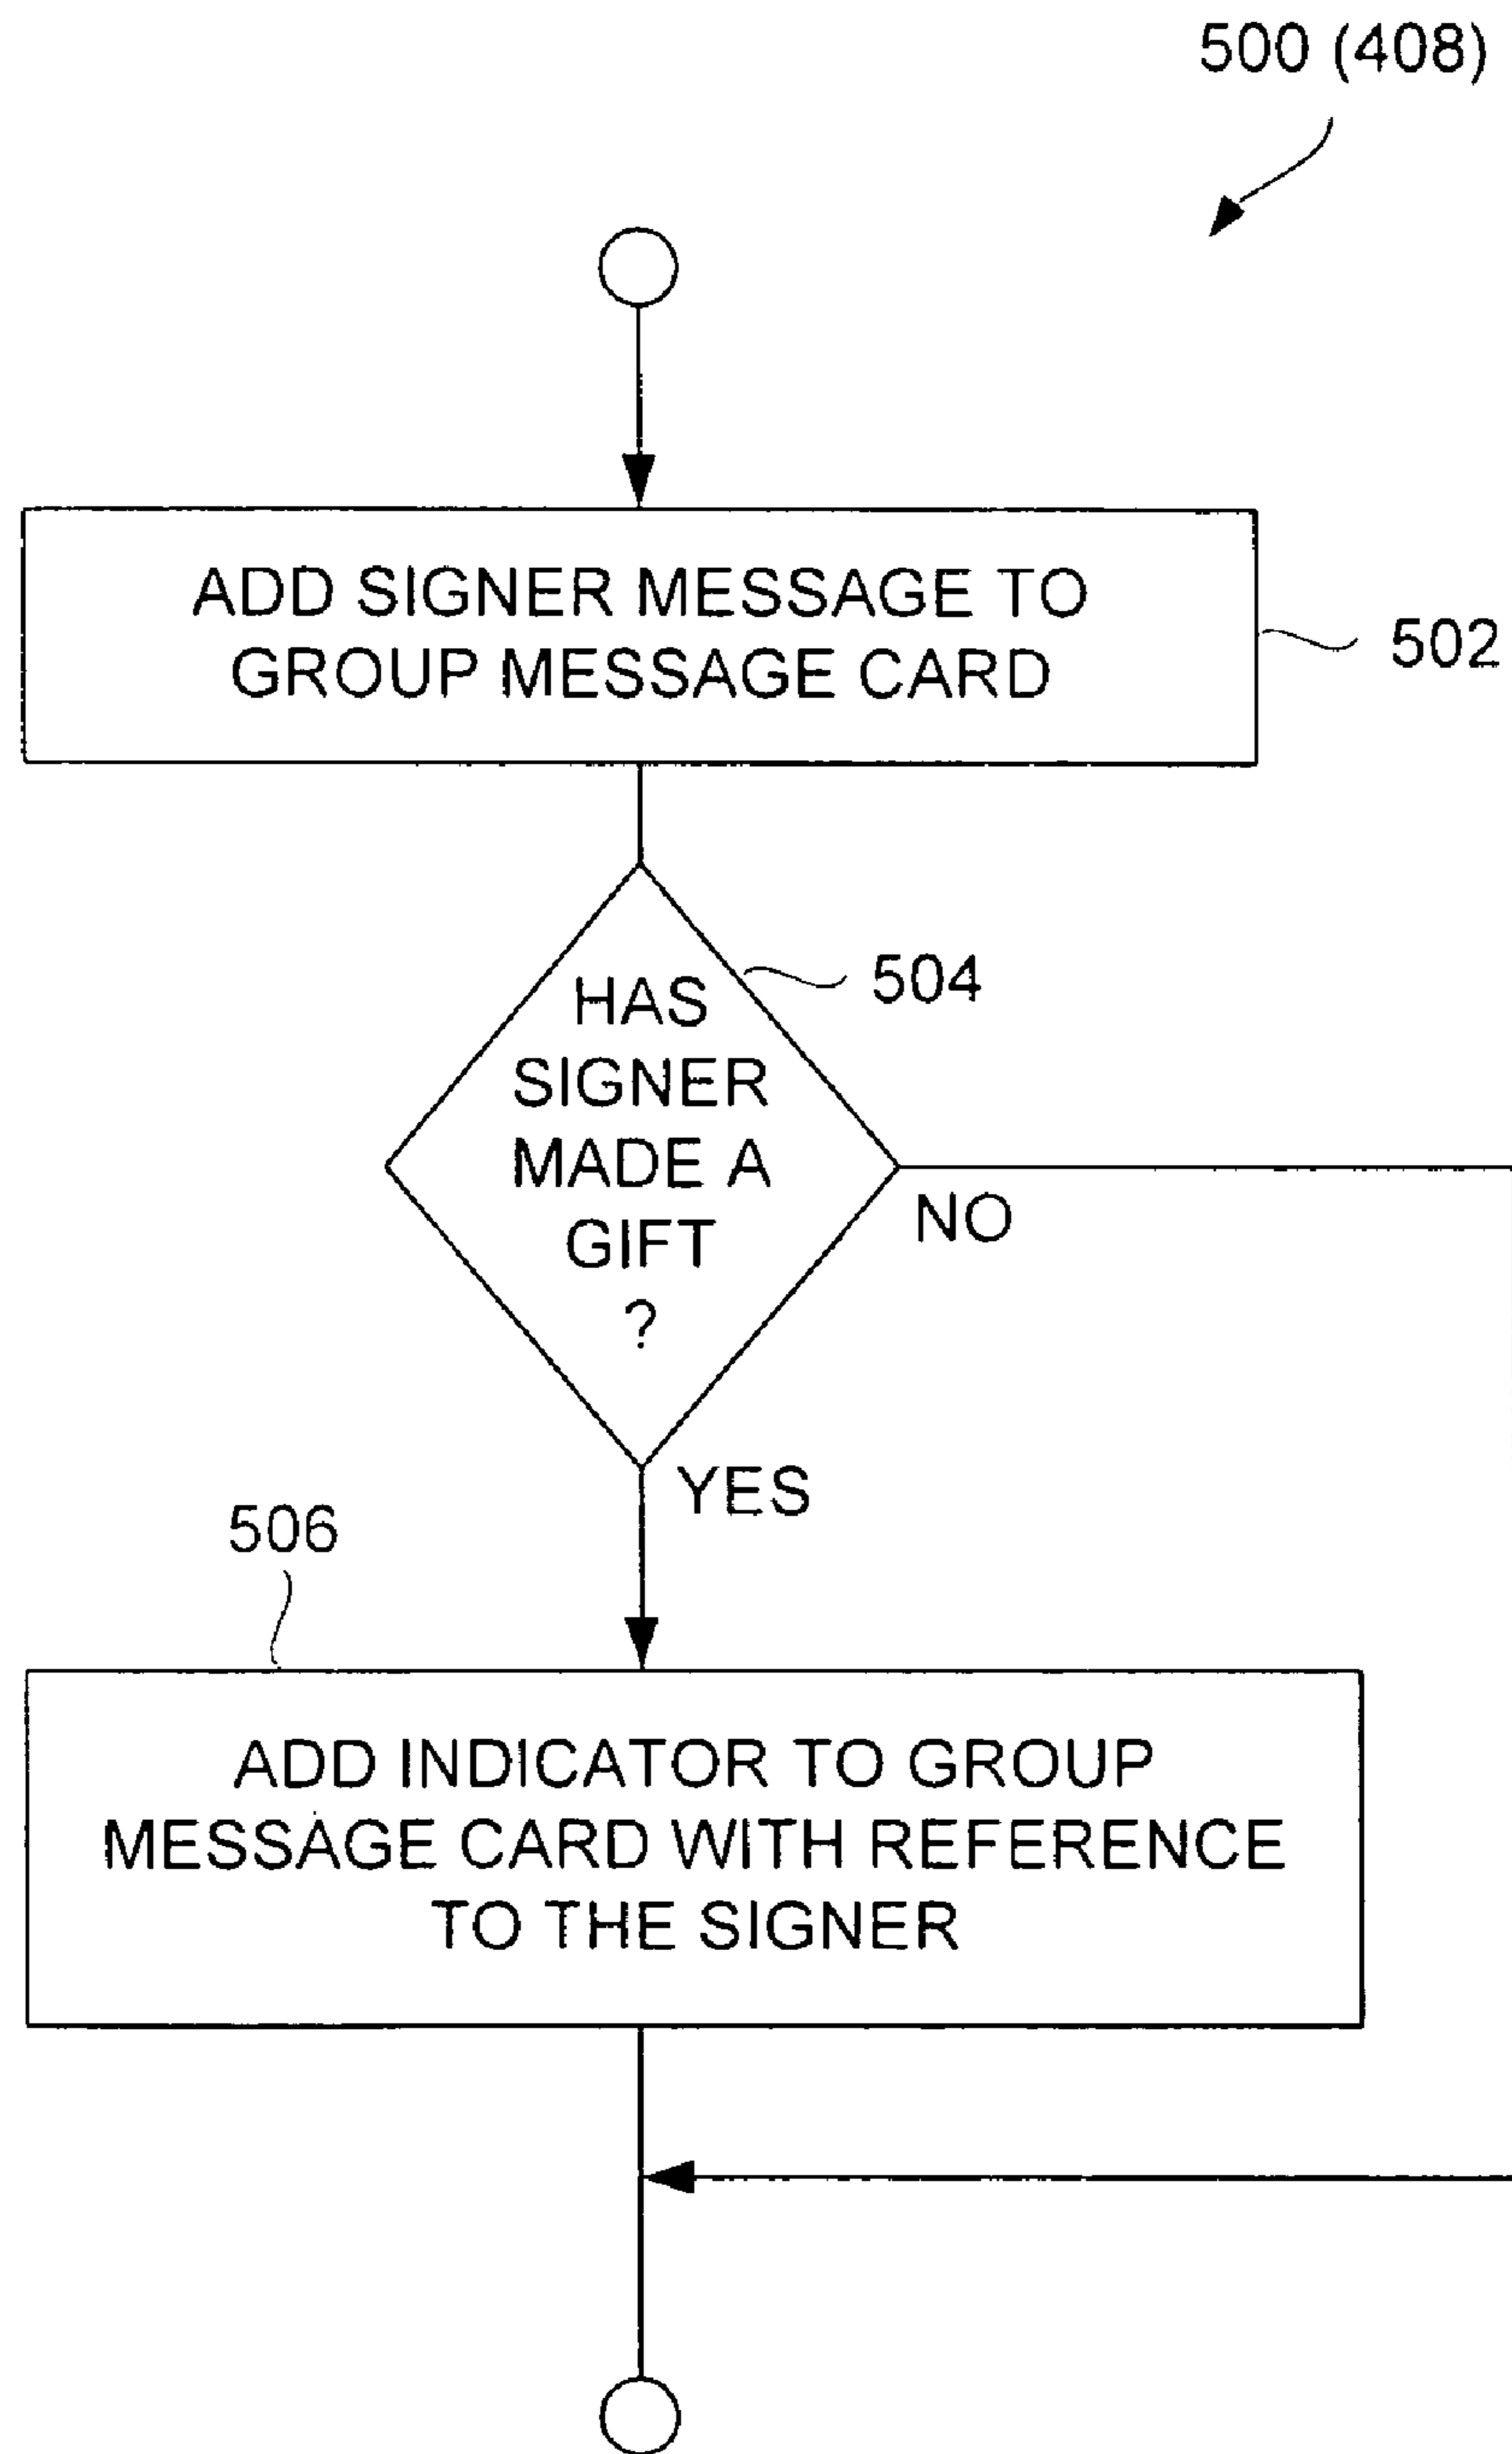 500 (408)
ADD SIGNER MESSAGE TO
GROUP MESSAGE CARD
502
HAS
SIGNER
MADE A
GIFT
?
504
NO
YES
506
ADD INDICATOR TO GROUP
MESSAGE CARD WITH REFERENCE
TO THE SIGNER